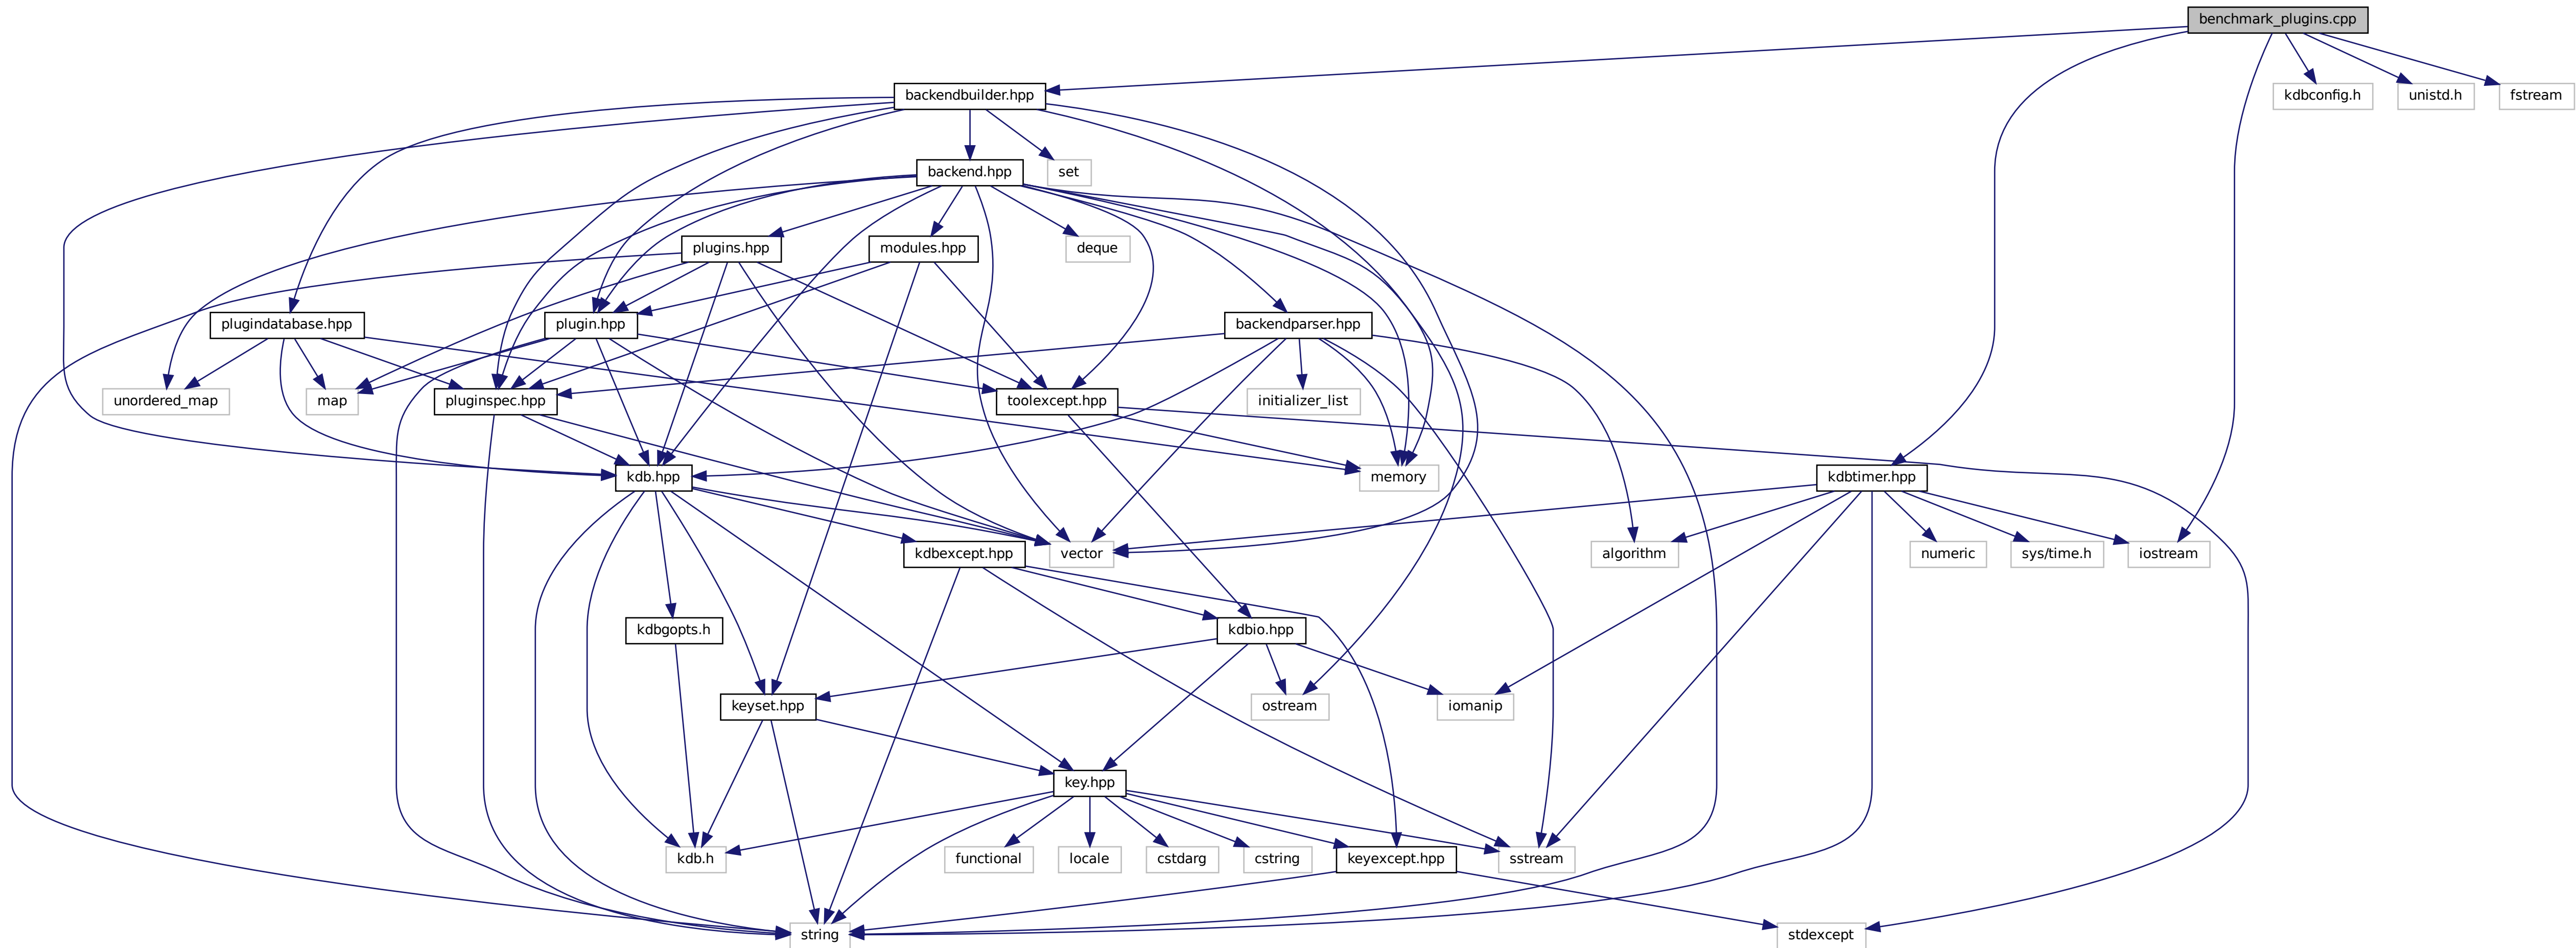 benchmark_plugins.cpp
backendbuilder.hpp
kdbconfig.h
unistd.h
fstream
backend.hpp
set
plugins.hpp
modules.hpp
deque
plugindatabase.hpp
plugin.hpp
backendparser.hpp
unordered_map
map
pluginspec.hpp
toolexcept.hpp
initializer_list
kdb.hpp
memory
kdbtimer.hpp
kdbexcept.hpp
vector
algorithm
numeric
sys/time.h
iostream
kdbgopts.h
kdbio.hpp
keyset.hpp
ostream
iomanip
key.hpp
kdb.h
functional
locale
cstdarg
cstring
keyexcept.hpp
sstream
string
stdexcept